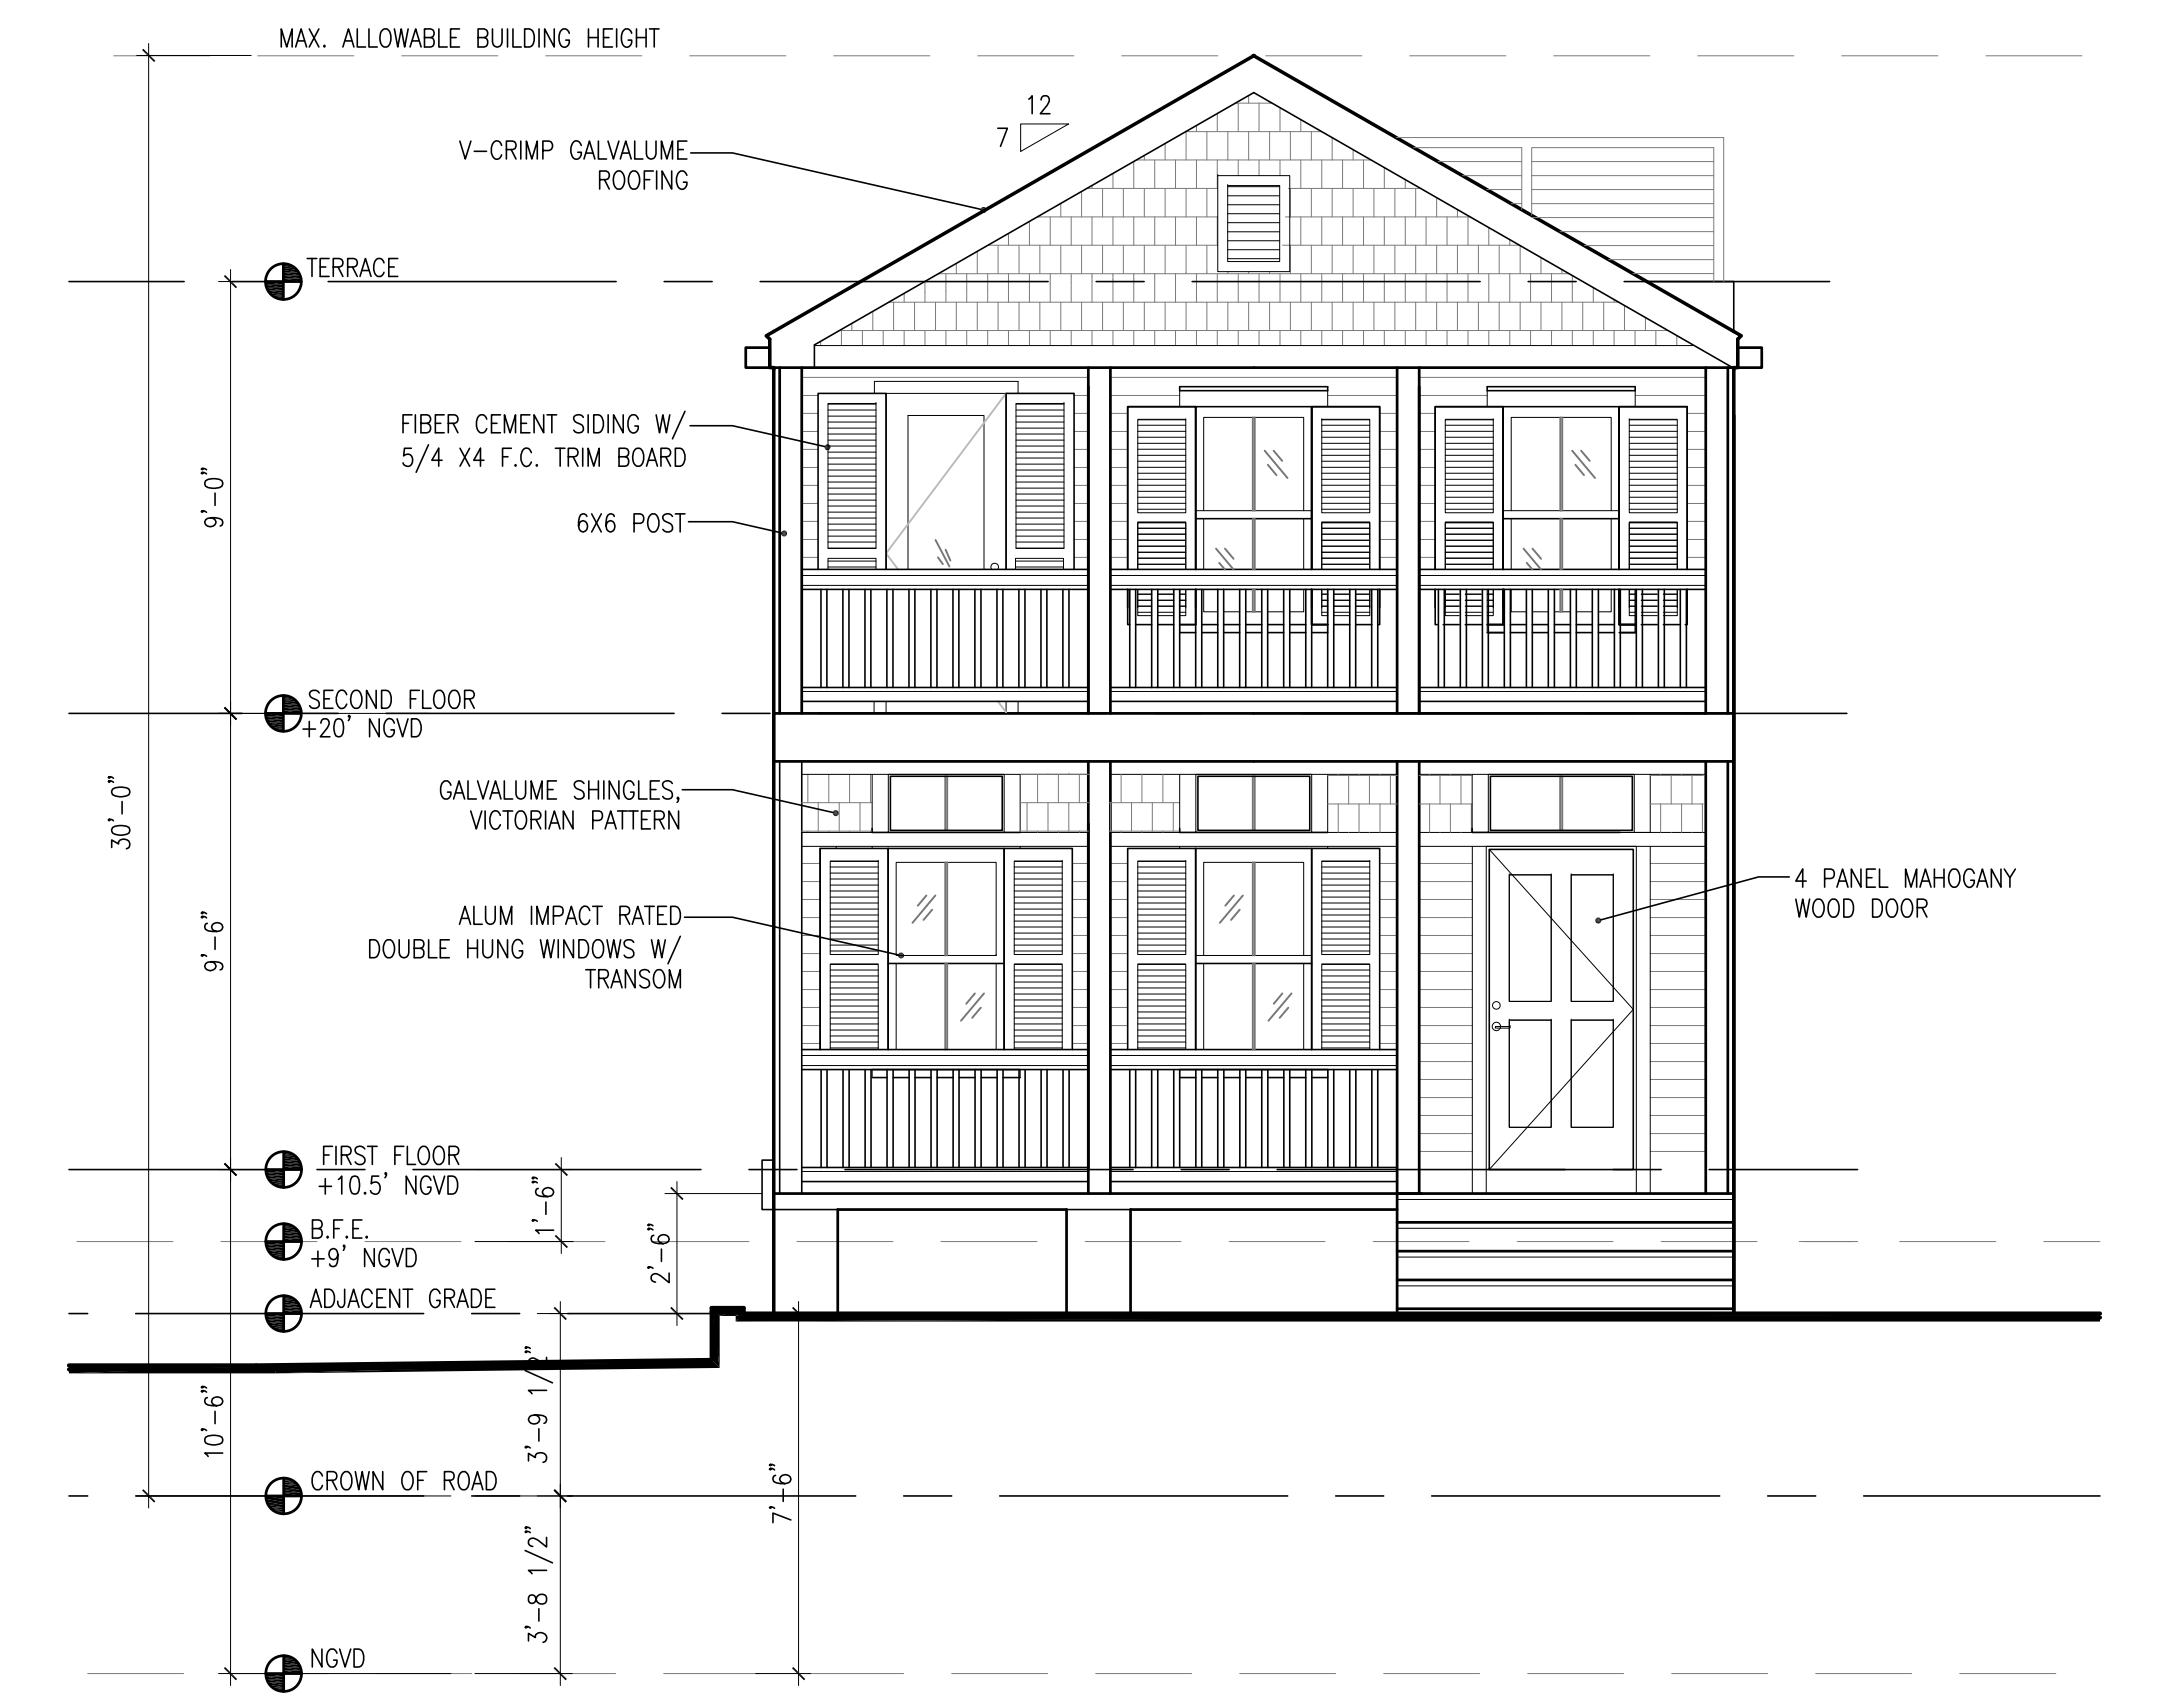 MAX. ALLOWABLE BUILDING HEIGHT
12
7
V-CRIMP GALVALUME
ROOFING
TERRACE
FIBER CEMENT SIDING W/
5/4 X4 F.C. TRIM BOARD
9'-0"
6X6 POST
SECOND FLOOR
+20' NGVD
30'-0"
GALVALUME SHINGLES,
VICTORIAN PATTERN
4 PANEL MAHOGANY
WOOD DOOR
9'-6"
ALUM IMPACT RATED
DOUBLE HUNG WINDOWS W/
TRANSOM
FIRST FLOOR
+10.5' NGVD
1'-6"
B.F.E.
+9' NGVD
2'-6"
ADJACENT GRADE
10'-6"
3'-9 1/2"
CROWN OF ROAD
7'-6"
3'-8 1/2"
NGVD